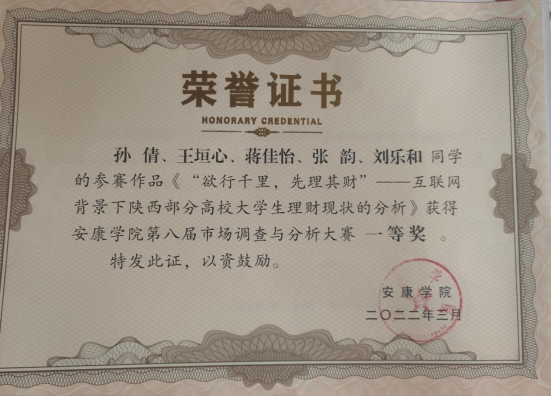 荣誉证书
HONORARY CREDENTIAL
孙 倩、王垣心、蒋佳怡、张 韵、刘乐和 同学
的参赛作品《“欲行千里，先理其财”——互联网
背景下陕西部分高校大学生理财现状的分析》获得
安康学院第八届市场调查与分析大赛 一等奖 。
特发此证，以资鼓励。
安康学院
二〇二二年三月